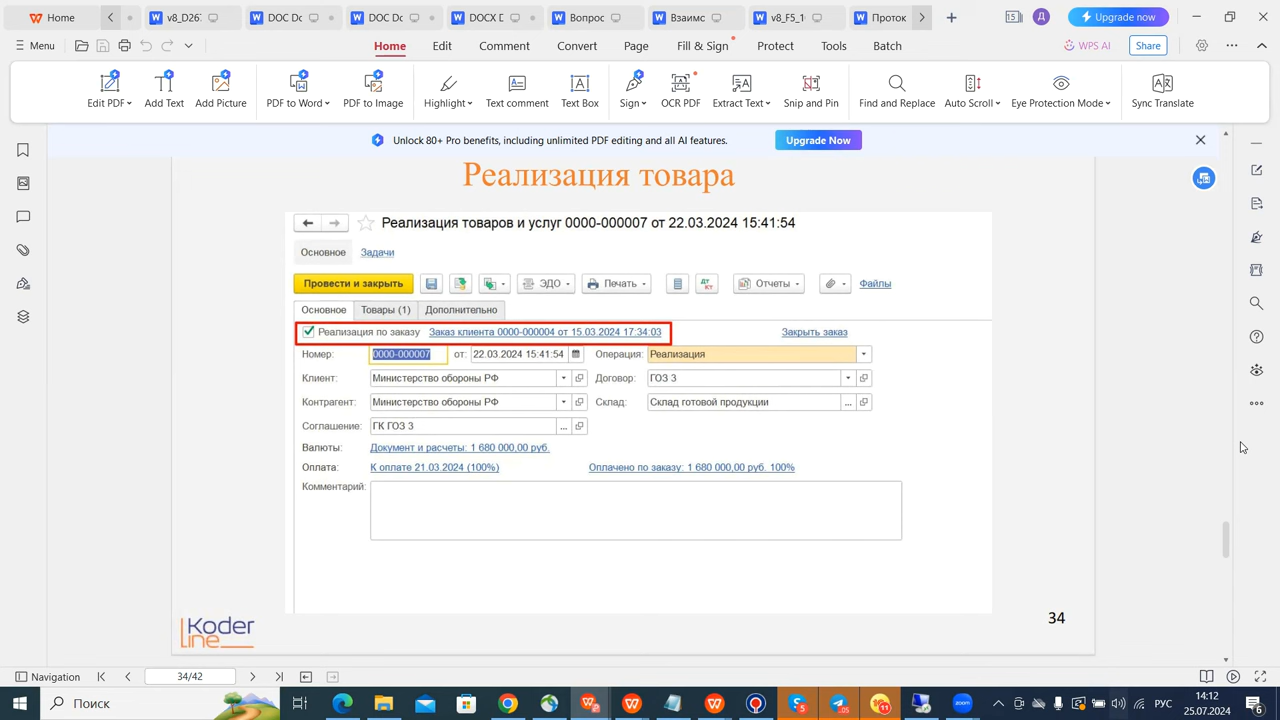 Home
v8_D26
DOC Do
DOC Do
DOCX D
Вопрос
Взаимс
v8_F5_1
Проток
15
Д
Upgrade now
Menu
Home
Edit
Comment
Convert
Page
Fill & Sign
Protect
Tools
Batch
WPS AI
Share
Edit PDF
Add Text
Add Picture
PDF to Word
PDF to Image
Highlight
Text comment
Text Box
Sign
OCR PDF
Extract Text
Snip and Pin
Find and Replace
Auto Scroll
Eye Protection Mode
Sync Translate
Unlock 80+ Pro benefits, including unlimited PDF editing and all AI features.
Upgrade Now
Реализация товара
Реализация товаров и услуг 0000-000007 от 22.03.2024 15:41:54
Основное Задачи
Провести и закрыть ЭДО Печать Дт Кт Отчеты Файлы
Основное Товары (1) Дополнительно
Реализация по заказу Заказ клиента 0000-000004 от 15.03.2024 17:34:03 Закрыть заказ
Номер: 0000-000007 от: 22.03.2024 15:41:54 Операция: Реализация
Клиент: Министерство обороны РФ Договор: ГОЗ 3
Контрагент: Министерство обороны РФ Склад: Склад готовой продукции
Соглашение: ГК ГОЗ 3
Валюты: Документ и расчеты: 1 680 000,00 руб.
Оплата: К оплате 21.03.2024 (100%) Оплачено по заказу: 1 680 000,00 руб. 100%
Комментарий:
Koder
line
34
Navigation
34/42
Поиск
РУС
14:12
25.07.2024